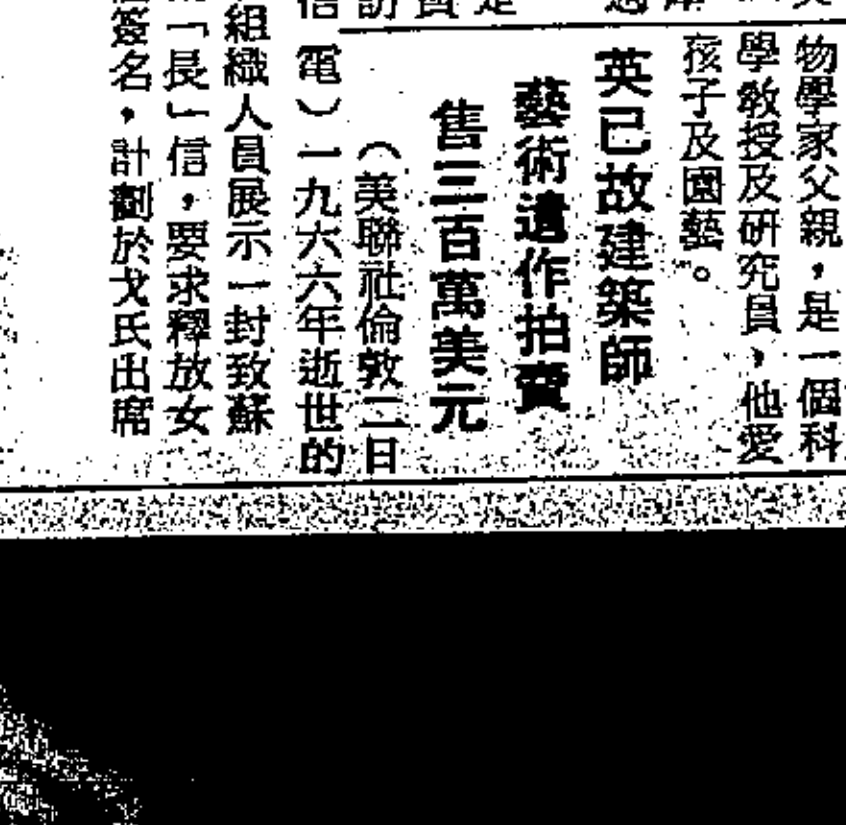 物學家父親，是一個科
學教授及研究員，他愛
孩子及園藝。
英已故建築師
藝術遺作拍賣
售三百萬美元
（美聯社倫敦二日
電）一九六六年逝世的
組織人員展示一封致蘇
「長」信，要求釋放女
簽名，計劃於戈氏出席